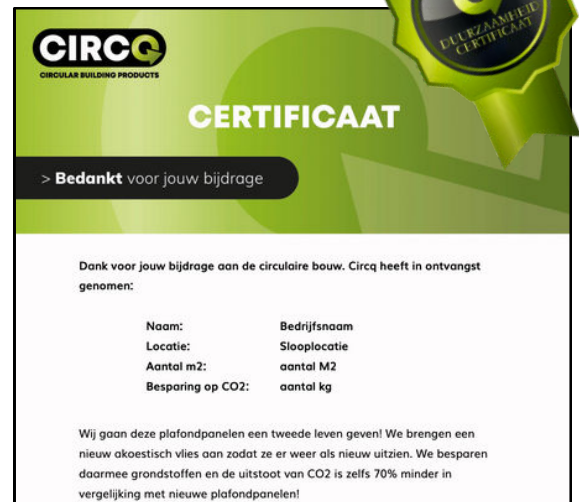 CIRCQ
CIRCULAR BUILDING PRODUCTS
DUURZAAMHEID
CERTIFICAAT
CERTIFICAAT
> Bedankt voor jouw bijdrage
Dank voor jouw bijdrage aan de circulaire bouw. Circq heeft in ontvangst
genomen:
Naam: Bedrijfsnaam
Locatie: Slooplocatie
Aantal m2: aantal M2
Besparing op CO2: aantal kg
Wij gaan deze plafondpanelen een tweede leven geven! We brengen een
nieuw akoestisch vlies aan zodat ze er weer als nieuw uitzien. We besparen
daarmee grondstoffen en de uitstoot van CO2 is zelfs 70% minder in
vergelijking met nieuwe plafondpanelen!